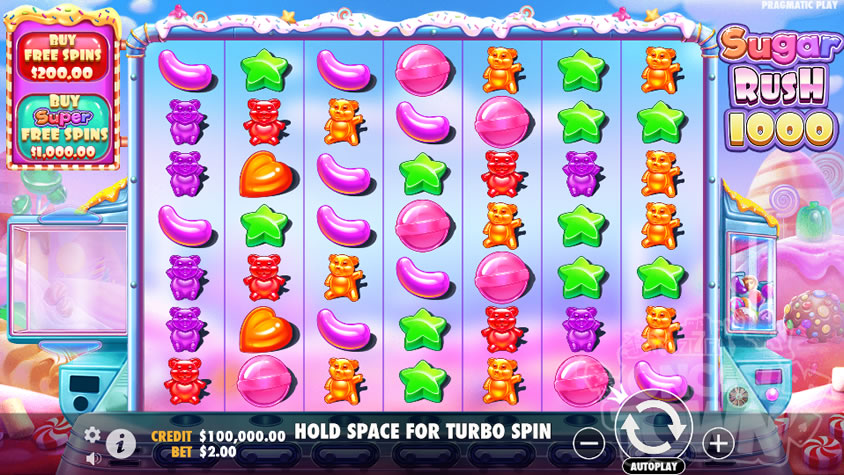 PRAGMATIC PLAY
BUY
FREE SPINS
$200.00
BUY
Super
FREE SPINS
$1,000.00
Sugar
RUSH
1000
CREDIT $100,000.00
BET $2.00
HOLD SPACE FOR TURBO SPIN
AUTOPLAY